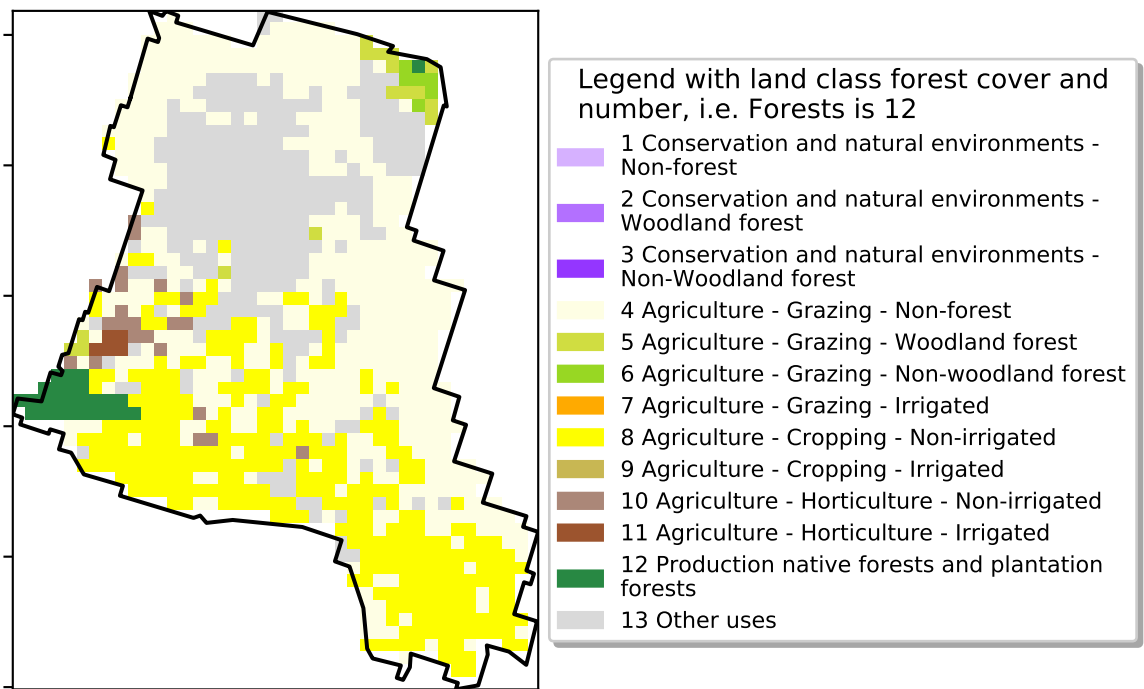 Legend with land class forest cover and
number, i.e. Forests is 12
1 Conservation and natural environments -
Non-forest
2 Conservation and natural environments -
Woodland forest
3 Conservation and natural environments -
Non-Woodland forest
4 Agriculture - Grazing - Non-forest
5 Agriculture - Grazing - Woodland forest
6 Agriculture - Grazing - Non-woodland forest
7 Agriculture - Grazing - Irrigated
8 Agriculture - Cropping - Non-irrigated
9 Agriculture - Cropping - Irrigated
10 Agriculture - Horticulture - Non-irrigated
11 Agriculture - Horticulture - Irrigated
12 Production native forests and plantation
forests
13 Other uses